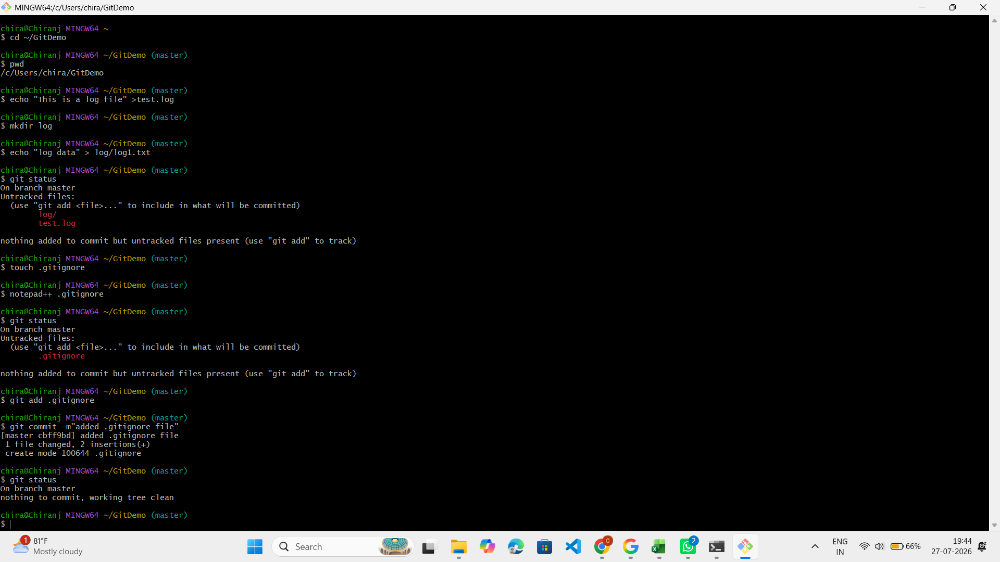 MINGW64:/c/Users/chira/GitDemo
chira@Chiranj MINGW64 ~
$ cd ~/GitDemo
chira@Chiranj MINGW64 ~/GitDemo (master)
$ pwd
/c/Users/chira/GitDemo
chira@Chiranj MINGW64 ~/GitDemo (master)
$ echo "This is a log file" >test.log
chira@Chiranj MINGW64 ~/GitDemo (master)
$ mkdir log
chira@Chiranj MINGW64 ~/GitDemo (master)
$ echo "log data" > log/log1.txt
chira@Chiranj MINGW64 ~/GitDemo (master)
$ git status
On branch master
Untracked files:
  (use "git add <file>..." to include in what will be committed)
        log/
        test.log
nothing added to commit but untracked files present (use "git add" to track)
chira@Chiranj MINGW64 ~/GitDemo (master)
$ touch .gitignore
chira@Chiranj MINGW64 ~/GitDemo (master)
$ notepad++ .gitignore
chira@Chiranj MINGW64 ~/GitDemo (master)
$ git status
On branch master
Untracked files:
  (use "git add <file>..." to include in what will be committed)
        .gitignore
nothing added to commit but untracked files present (use "git add" to track)
chira@Chiranj MINGW64 ~/GitDemo (master)
$ git add .gitignore
chira@Chiranj MINGW64 ~/GitDemo (master)
$ git commit -m"added .gitignore file"
[master cbff9bd] added .gitignore file
 1 file changed, 2 insertions(+)
 create mode 100644 .gitignore
chira@Chiranj MINGW64 ~/GitDemo (master)
$ git status
On branch master
nothing to commit, working tree clean
chira@Chiranj MINGW64 ~/GitDemo (master)
$
1
81°F
Mostly cloudy
Search
C
2
ENG
IN
66%
19:44
27-07-2026